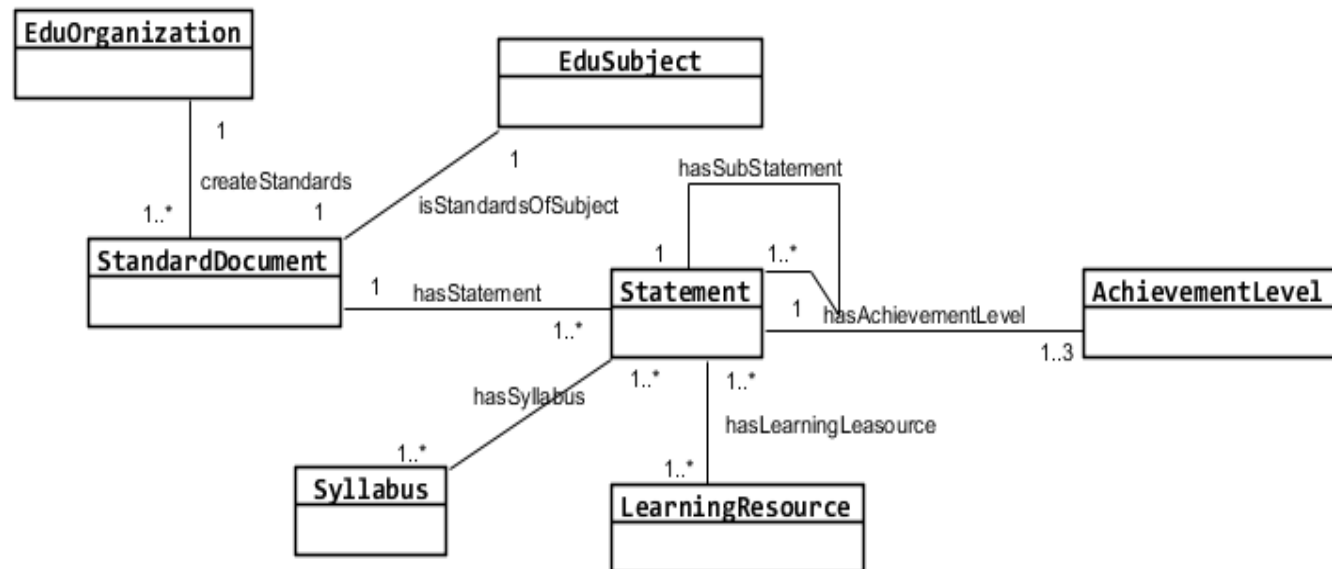 EduOrganization
EduSubject
1
1
hasSubStatement
createStandards
1..*
1
isStandardsOfSubject
StandardDocument
1
1..*
1
hasStatement
Statement
AchievementLevel
1
hasAchievementLevel
1..*
1..3
1..*
1..*
hasSyllabus
hasLearningLeasource
1..*
1..*
Syllabus
LearningResource